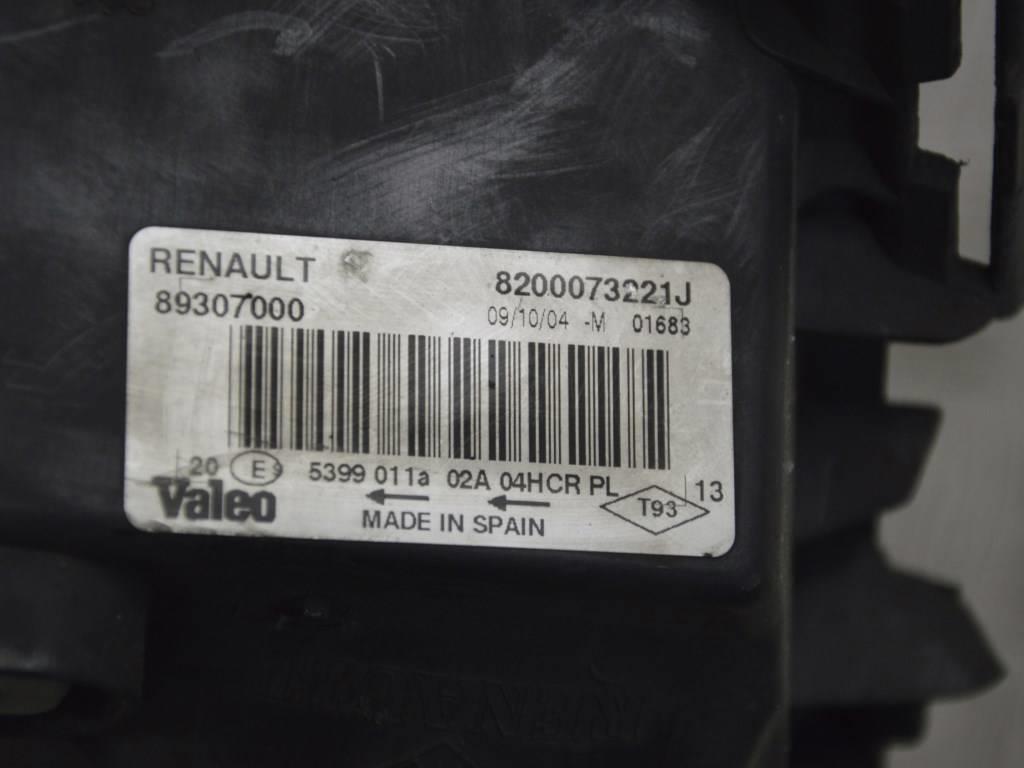 RENAULT 8200073221J
89307000 09/10/04 -M 01683
20 E9 5399 011a 02A 04HCR PL 13
Valeo MADE IN SPAIN T93